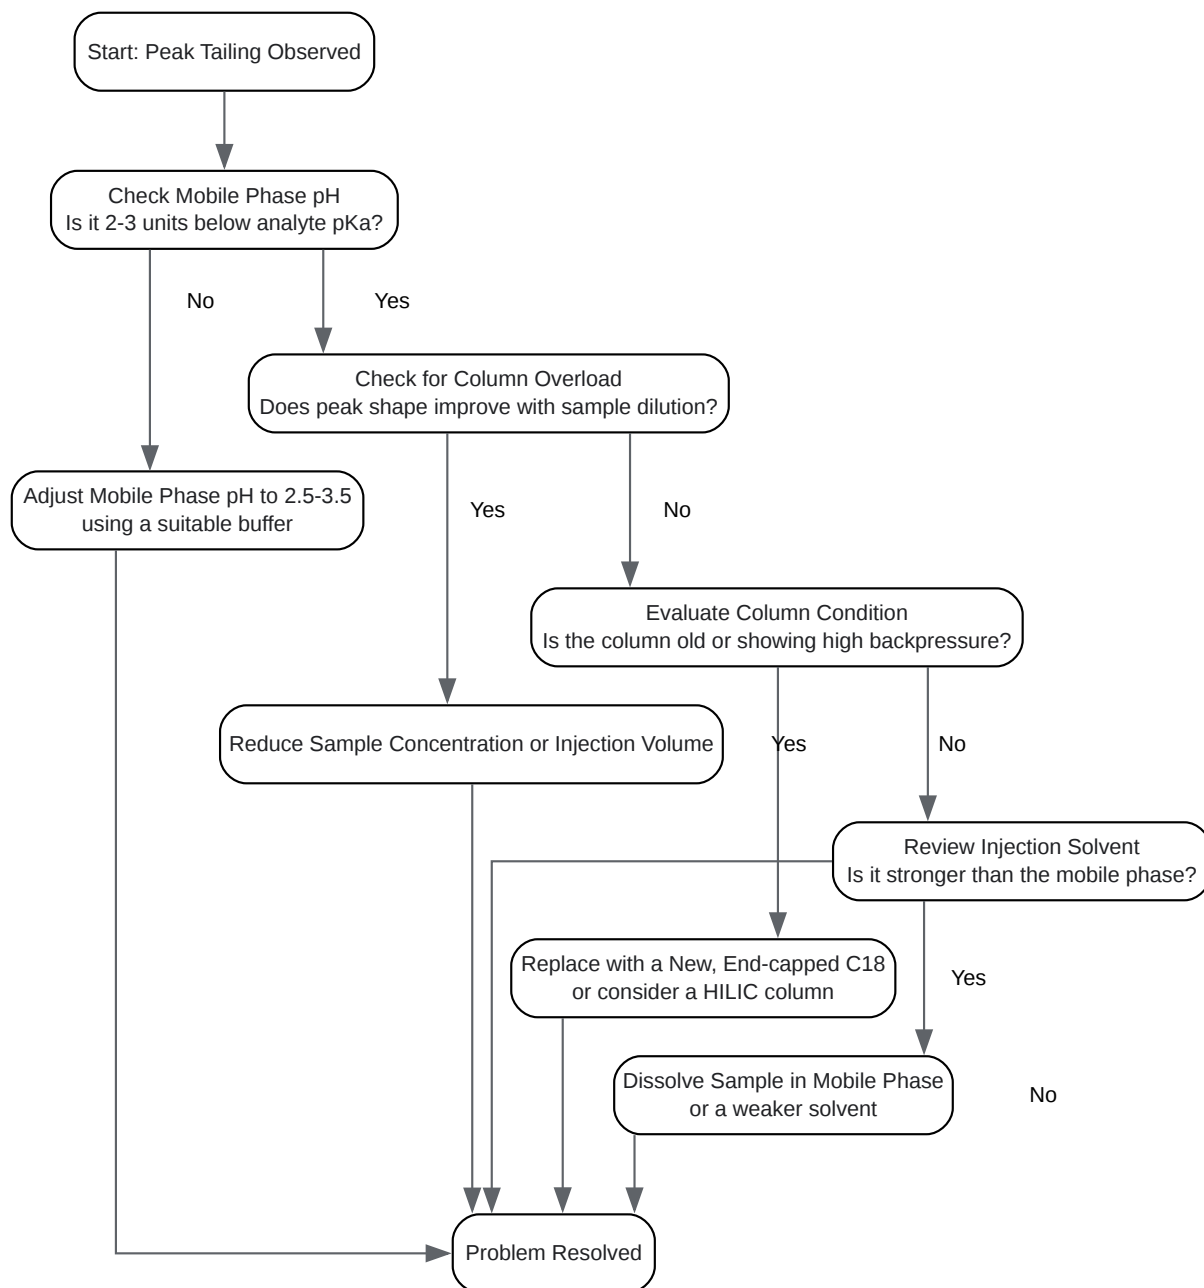 Start: Peak Tailing Observed
Check Mobile Phase pH
Is it 2-3 units below analyte pKa?
No
Yes
Check for Column Overload
Does peak shape improve with sample dilution?
Adjust Mobile Phase pH to 2.5-3.5
using a suitable buffer
Yes
No
Evaluate Column Condition
Is the column old or showing high backpressure?
Reduce Sample Concentration or Injection Volume
Yes
No
Review Injection Solvent
Is it stronger than the mobile phase?
Replace with a New, End-capped C18
or consider a HILIC column
Yes
Dissolve Sample in Mobile Phase
or a weaker solvent
No
Problem Resolved